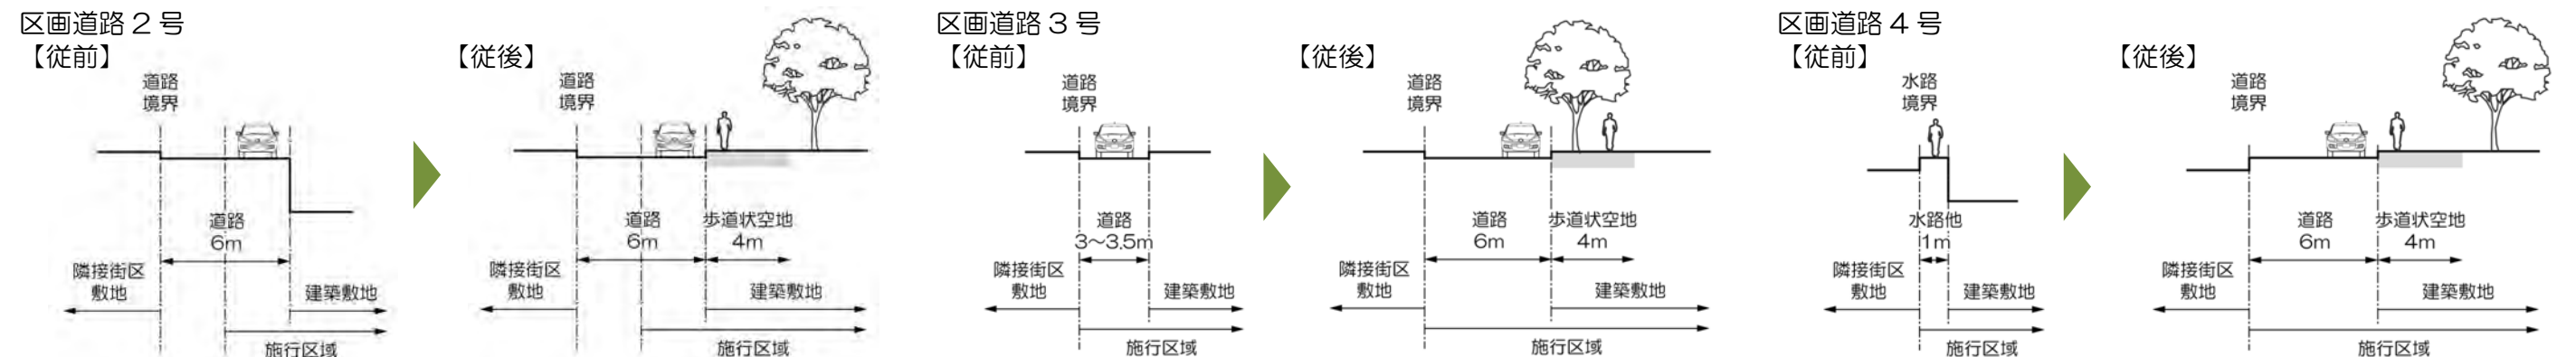 区画道路2号
【従前】
道路
境界
道路
6m
隣接街区
敷地
建築敷地
施行区域
【従後】
道路
境界
道路
6m
歩道状空地
4m
隣接街区
敷地
建築敷地
施行区域
区画道路3号
【従前】
道路
境界
道路
3〜3.5m
隣接街区
敷地
建築敷地
施行区域
【従後】
道路
境界
道路
6m
歩道状空地
4m
隣接街区
敷地
建築敷地
施行区域
区画道路4号
【従前】
水路
境界
水路他
1m
隣接街区
敷地
建築敷地
施行区域
【従後】
道路
境界
道路
6m
歩道状空地
4m
隣接街区
敷地
建築敷地
施行区域